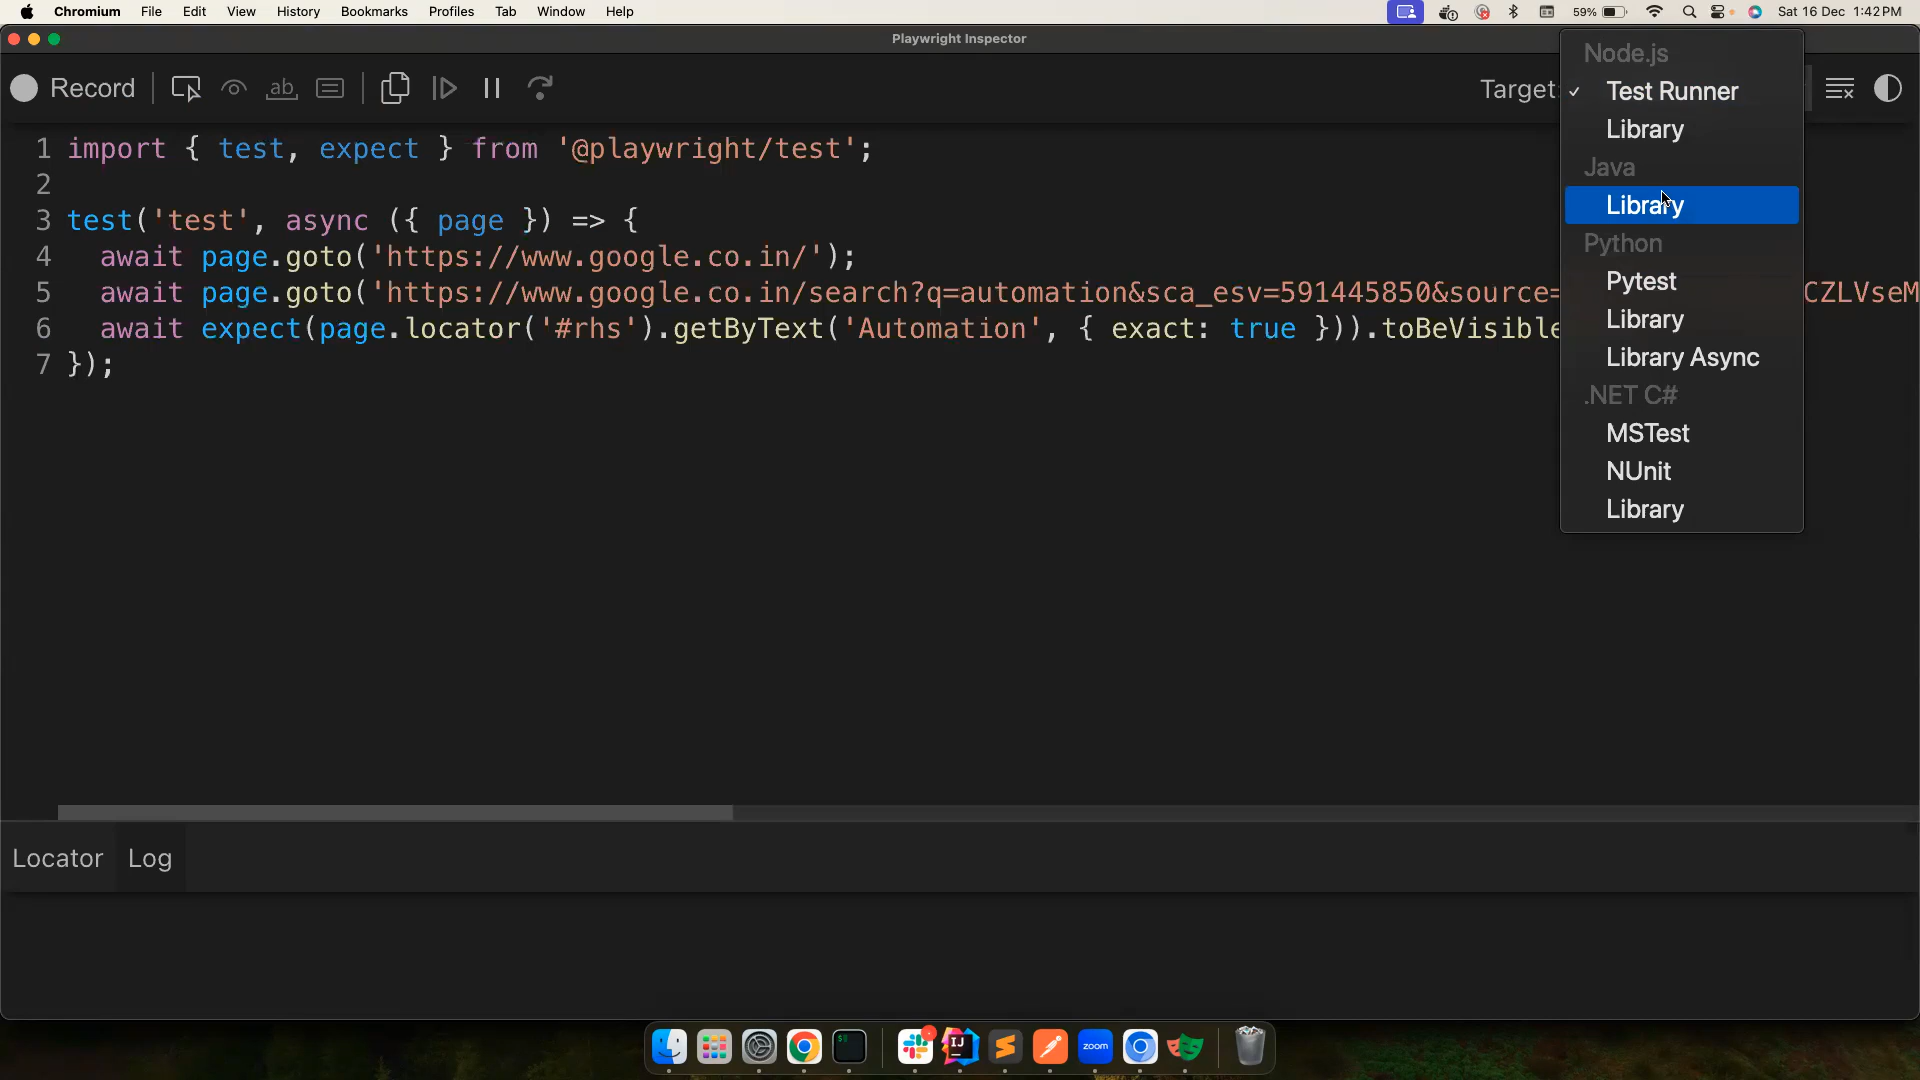 Chromium File Edit View History Bookmarks Profiles Tab Window Help 59% Sat 16 Dec 1:42 PM
Playwright Inspector
Record ab Target:
1 import { test, expect } from '@playwright/test';
2
3 test('test', async ({ page }) => {
4 await page.goto('https://www.google.co.in/');
5 await page.goto('https://www.google.co.in/search?q=automation&sca_esv=591445850&source= CZLVseM
6 await expect(page.locator('#rhs').getByText('Automation', { exact: true })).toBeVisible
7 });
Node.js
✓ Test Runner
Library
Java
Library
Python
Pytest
Library
Library Async
.NET C#
MSTest
NUnit
Library
Locator Log
zoom